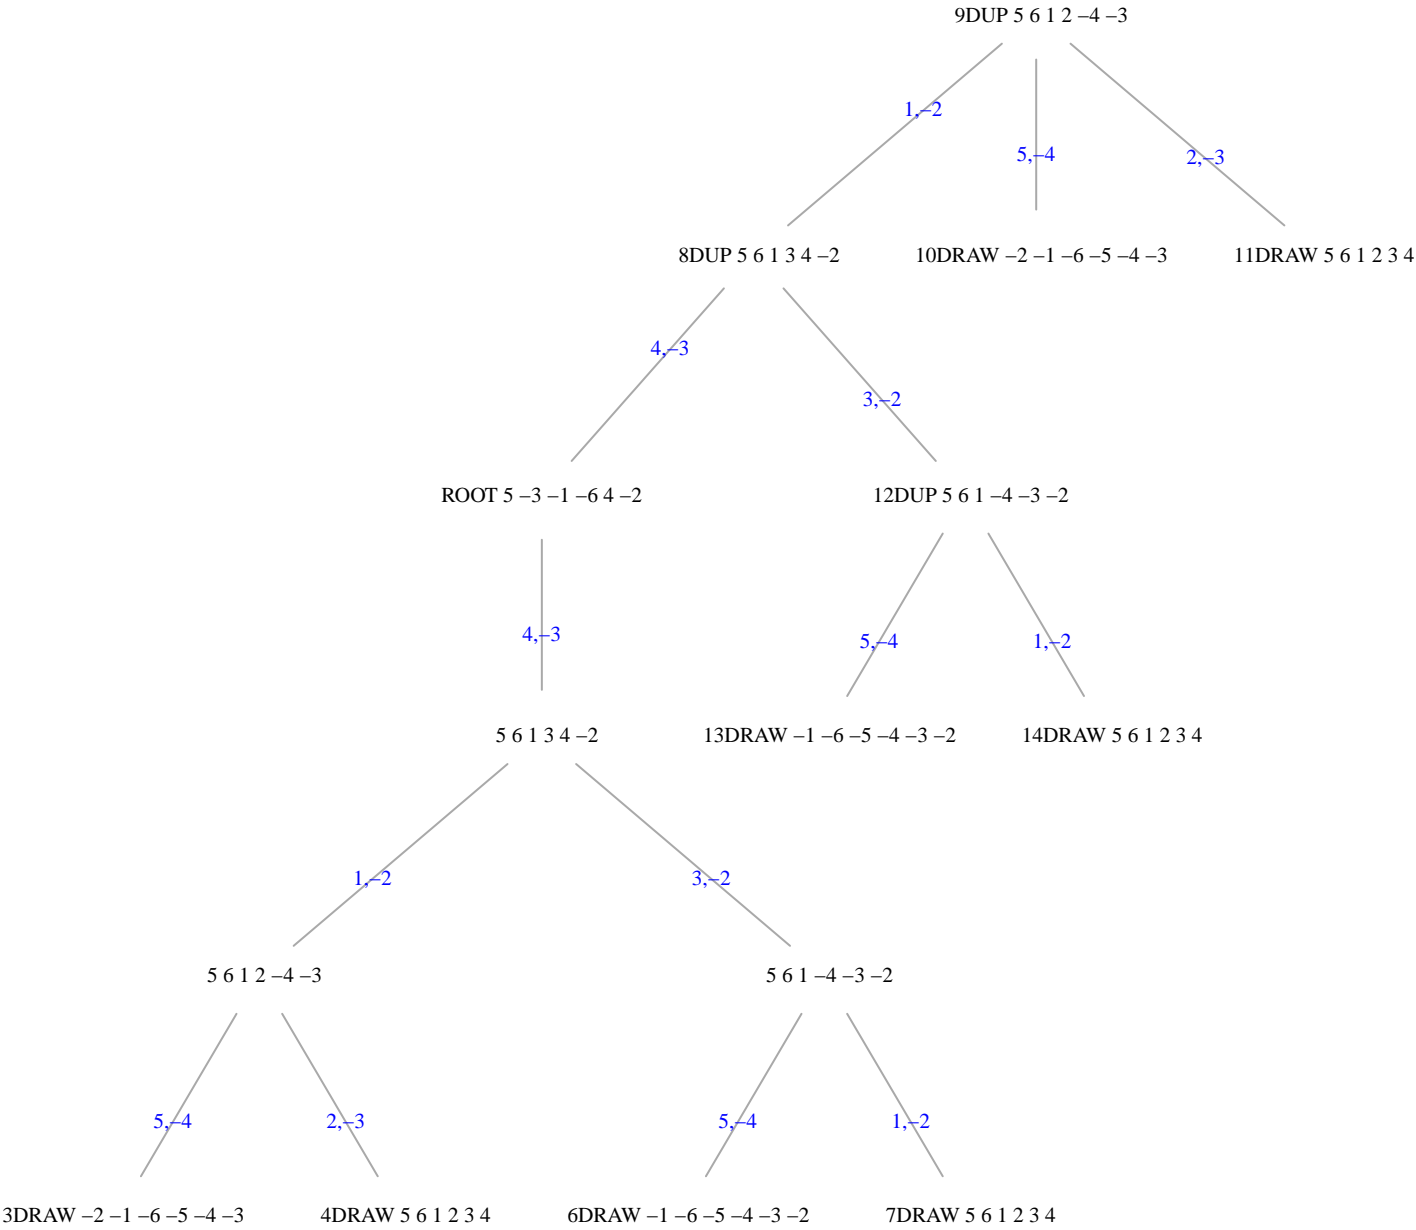 9DUP 5 6 1 2 –4 –3
1,–2
5,–4
2,–3
8DUP 5 6 1 3 4 –2
10DRAW –2 –1 –6 –5 –4 –3
11DRAW 5 6 1 2 3 4
4,–3
3,–2
ROOT 5 –3 –1 –6 4 –2
12DUP 5 6 1 –4 –3 –2
4,–3
5,–4
1,–2
5 6 1 3 4 –2
13DRAW –1 –6 –5 –4 –3 –2
14DRAW 5 6 1 2 3 4
1,–2
3,–2
5 6 1 2 –4 –3
5 6 1 –4 –3 –2
5,–4
2,–3
5,–4
1,–2
3DRAW –2 –1 –6 –5 –4 –3
4DRAW 5 6 1 2 3 4
6DRAW –1 –6 –5 –4 –3 –2
7DRAW 5 6 1 2 3 4